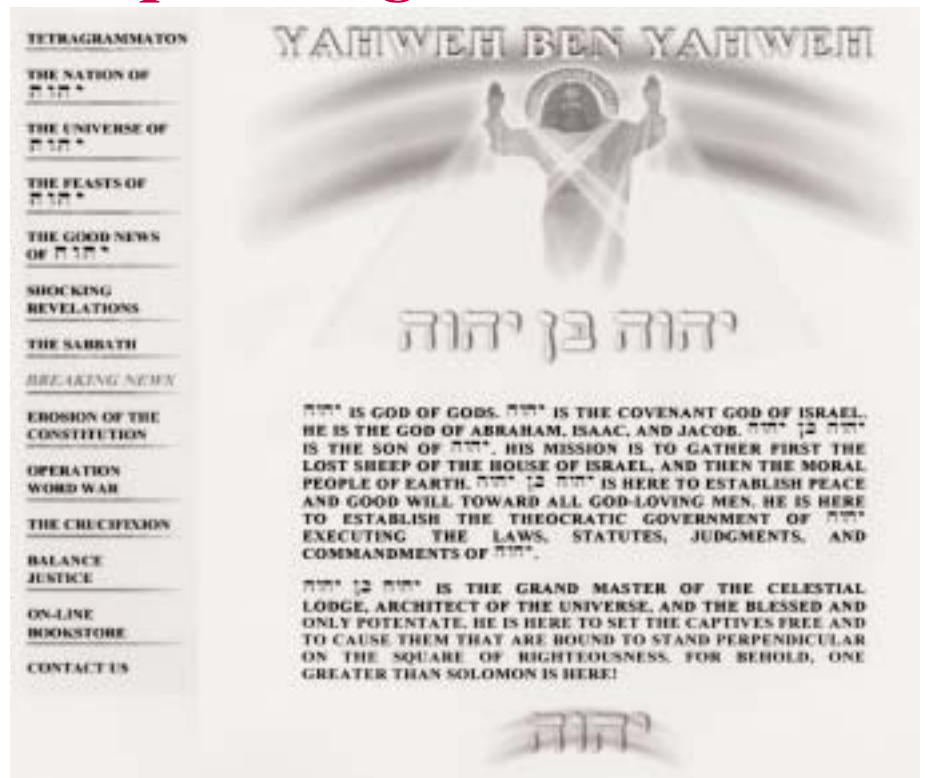 TETRAGRAMMATON
THE NATION OF
יהוה
THE UNIVERSE OF
יהוה
THE FEASTS OF
יהוה
THE GOOD NEWS
OF יהוה
SHOCKING
REVELATIONS
THE SABBATH
BREAKING NEWS
EROSION OF THE
CONSTITUTION
OPERATION
WORD WAR
THE CRUCIFIXION
BALANCE
JUSTICE
ON-LINE
BOOKSTORE
CONTACT US
YAHWEH BEN YAHWEH
יהוה בן יהוה
יהוה IS GOD OF GODS. יהוה IS THE COVENANT GOD OF ISRAEL.
HE IS THE GOD OF ABRAHAM, ISAAC, AND JACOB. יהוה בן יהוה
IS THE SON OF יהוה. HIS MISSION IS TO GATHER FIRST THE
LOST SHEEP OF THE HOUSE OF ISRAEL, AND THEN THE MORAL
PEOPLE OF EARTH. יהוה בן יהוה IS HERE TO ESTABLISH PEACE
AND GOOD WILL TOWARD ALL GOD-LOVING MEN. HE IS HERE
TO ESTABLISH THE THEOCRATIC GOVERNMENT OF יהוה
EXECUTING THE LAWS, STATUTES, JUDGMENTS, AND
COMMANDMENTS OF יהוה.
יהוה בן יהוה IS THE GRAND MASTER OF THE CELESTIAL
LODGE, ARCHITECT OF THE UNIVERSE, AND THE BLESSED AND
ONLY POTENTATE. HE IS HERE TO SET THE CAPTIVES FREE AND
TO CAUSE THEM THAT ARE BOUND TO STAND PERPENDICULAR
ON THE SQUARE OF RIGHTEOUSNESS. FOR BEHOLD, ONE
GREATER THAN SOLOMON IS HERE!
יהוה